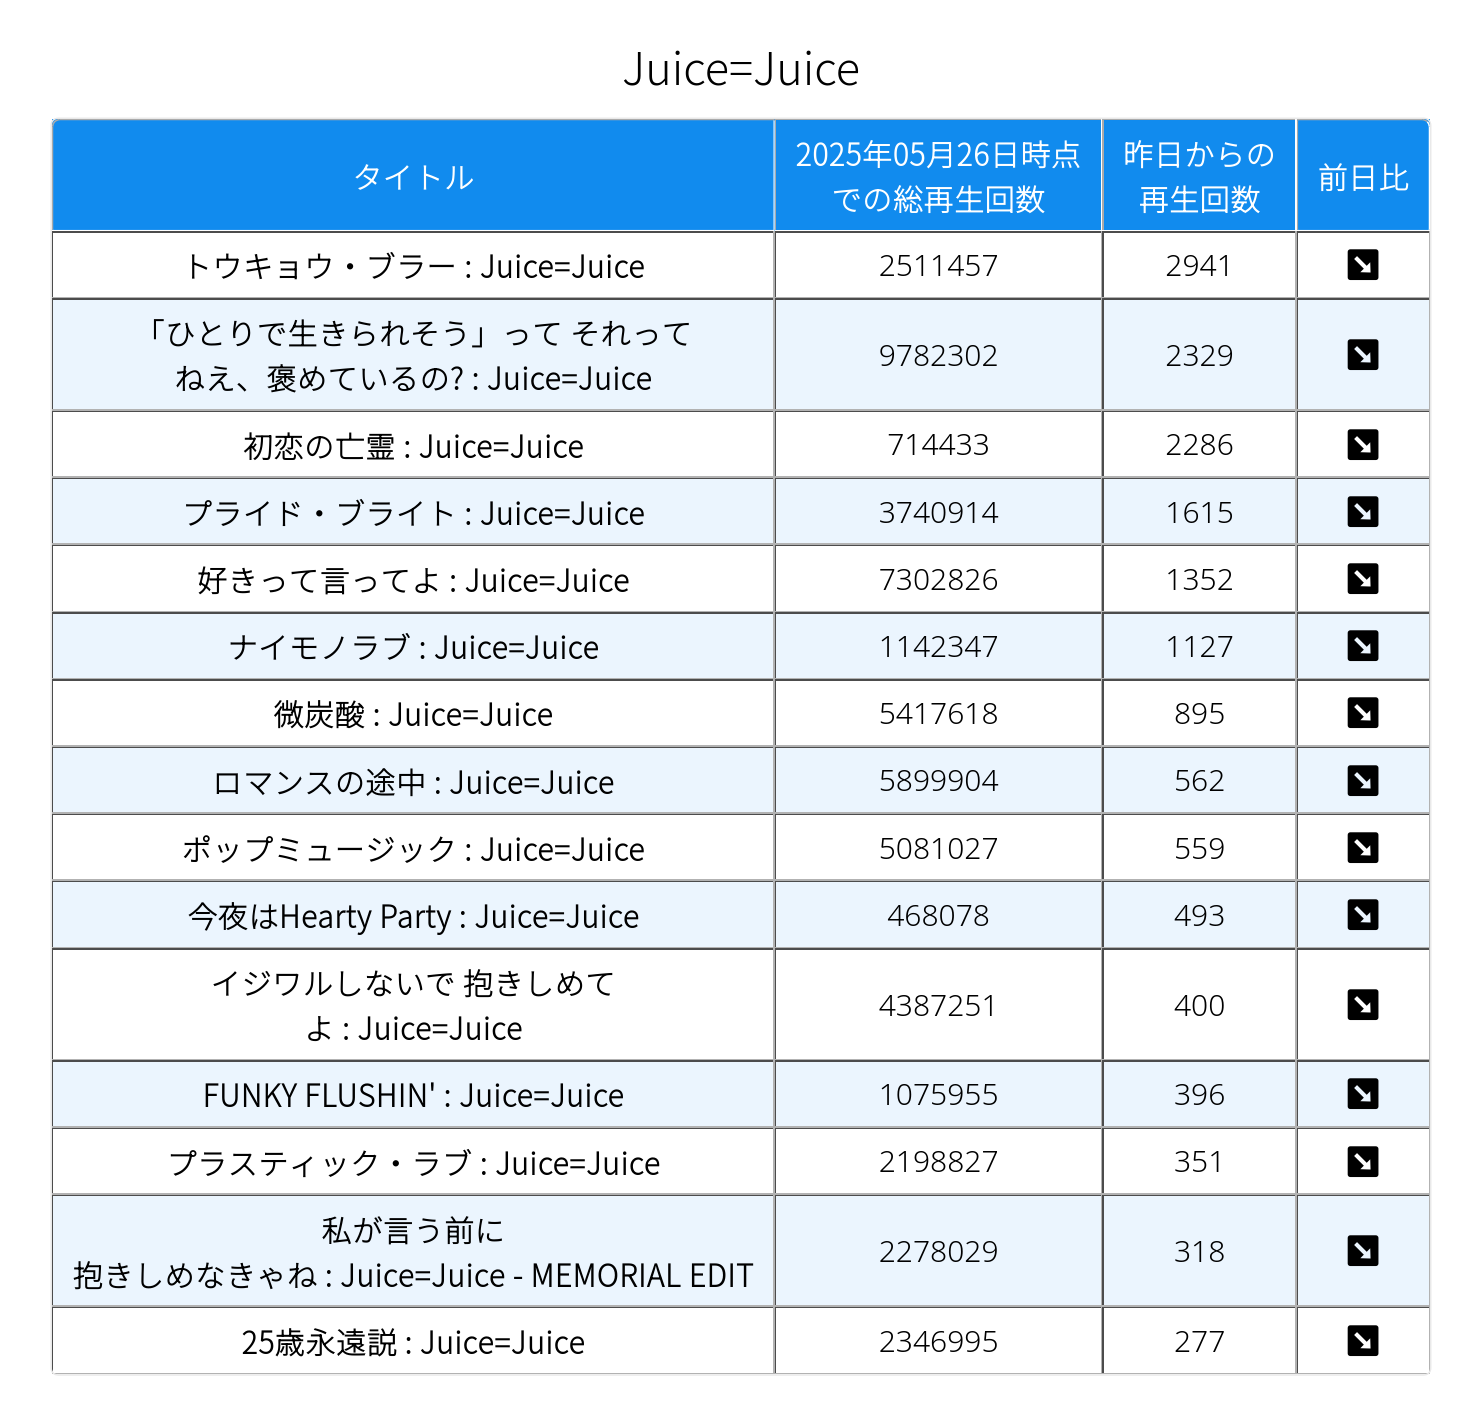 Juice=Juice
タイトル
2025年05月26日時点
での総再生回数
昨日からの
再生回数
前日比
トウキョウ・ブラー : Juice=Juice
2511457
2941
「ひとりで生きられそう」って それって
ねえ、褒めているの? : Juice=Juice
9782302
2329
初恋の亡霊 : Juice=Juice
714433
2286
プライド・ブライト : Juice=Juice
3740914
1615
好きって言ってよ : Juice=Juice
7302826
1352
ナイモノラブ : Juice=Juice
1142347
1127
微炭酸 : Juice=Juice
5417618
895
ロマンスの途中 : Juice=Juice
5899904
562
ポップミュージック : Juice=Juice
5081027
559
今夜はHearty Party : Juice=Juice
468078
493
イジワルしないで 抱きしめて
よ : Juice=Juice
4387251
400
FUNKY FLUSHIN' : Juice=Juice
1075955
396
プラスティック・ラブ : Juice=Juice
2198827
351
私が言う前に
抱きしめなきゃね : Juice=Juice - MEMORIAL EDIT
2278029
318
25歳永遠説 : Juice=Juice
2346995
277